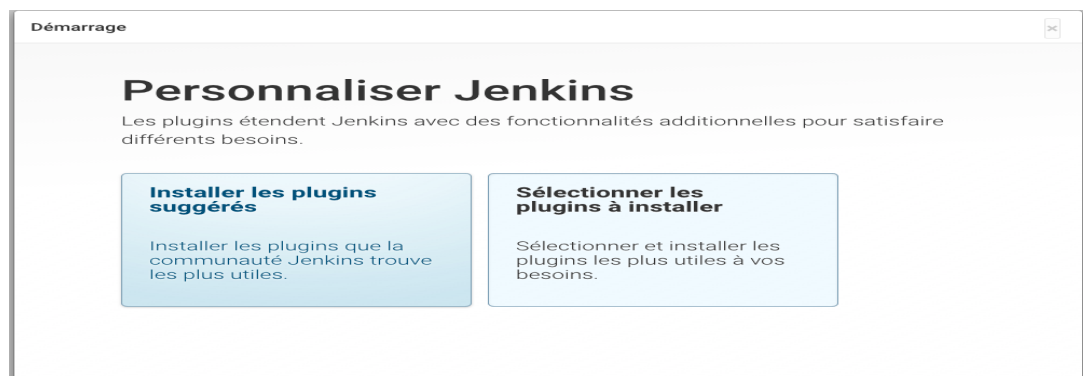 Démarrage
Personnaliser Jenkins
Les plugins étendent Jenkins avec des fonctionnalités additionnelles pour satisfaire
différents besoins.
Installer les plugins
suggérés
Installer les plugins que la
communauté Jenkins trouve
les plus utiles.
Sélectionner les
plugins à installer
Sélectionner et installer les
plugins les plus utiles à vos
besoins.